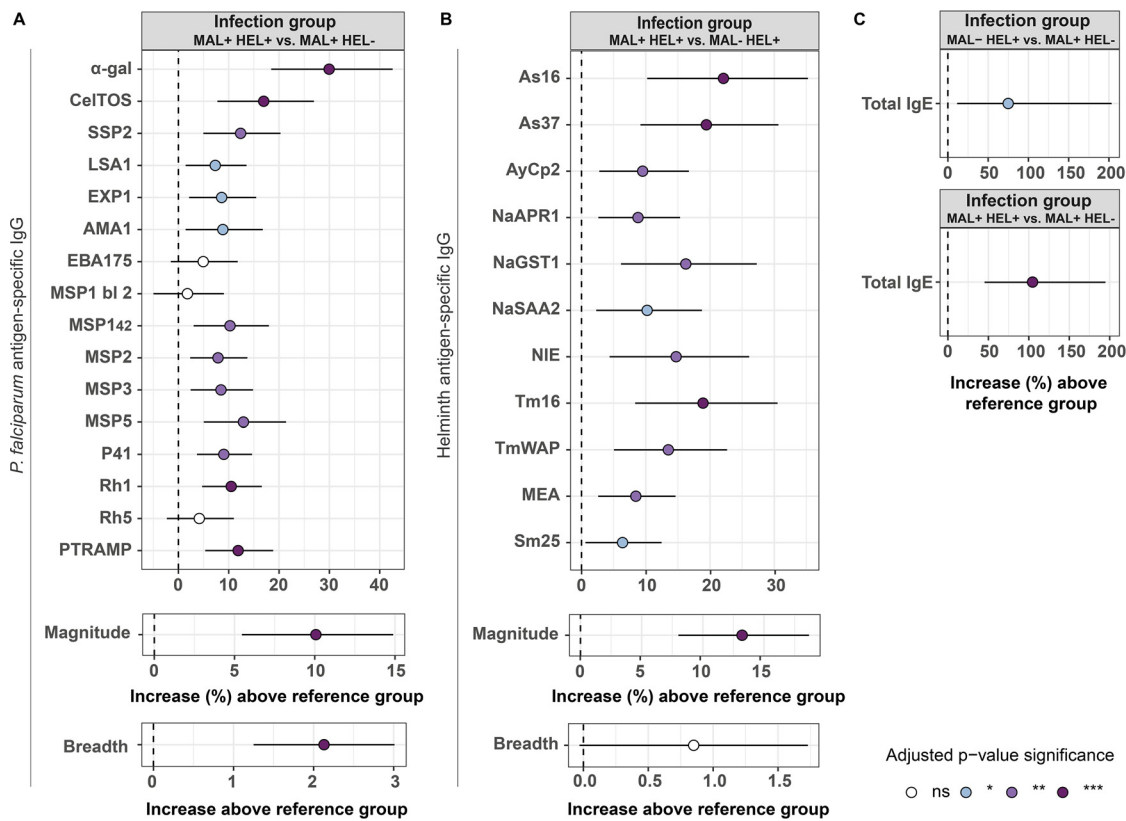 A
Infection group
MAL+ HEL+ vs. MAL+ HEL-
P. falciparum antigen-specific IgG
α-gal
CelTOS
SSP2
LSA1
EXP1
AMA1
EBA175
MSP1 bl 2
MSP142
MSP2
MSP3
MSP5
P41
Rh1
Rh5
PTRAMP
0 10 20 30 40
Magnitude
0 5 10 15
Increase (%) above reference group
Breadth
0 1 2 3
Increase above reference group
B
Infection group
MAL+ HEL+ vs. MAL- HEL+
Helminth antigen-specific IgG
As16
As37
AyCp2
NaAPR1
NaGST1
NaSAA2
NIE
Tm16
TmWAP
MEA
Sm25
0 10 20 30
Magnitude
0 5 10 15
Increase (%) above reference group
Breadth
0.0 0.5 1.0 1.5
Increase above reference group
C
Infection group
MAL− HEL+ vs. MAL+ HEL-
Total IgE
0 50 100 150 200
Infection group
MAL+ HEL+ vs. MAL+ HEL-
Total IgE
0 50 100 150 200
Increase (%) above
reference group
Adjusted p−value significance
ns * ** ***